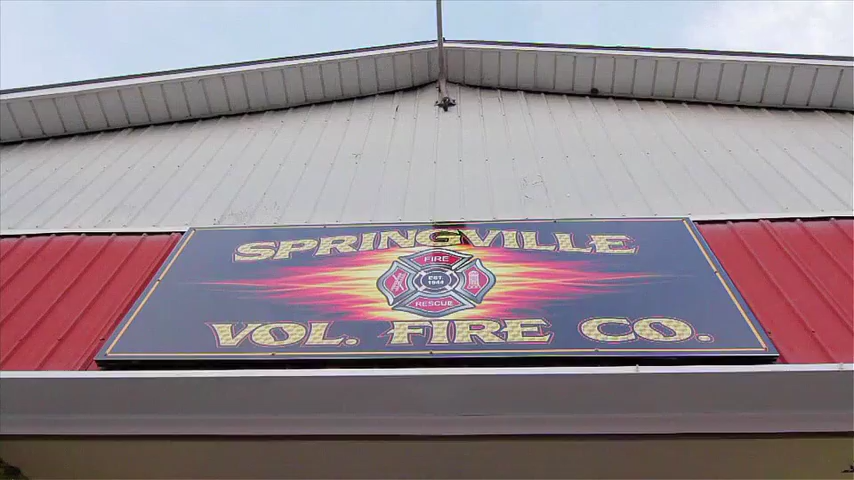 SPRINGVILLE
FIRE
EST.
1944
RESCUE
VOL. FIRE CO.